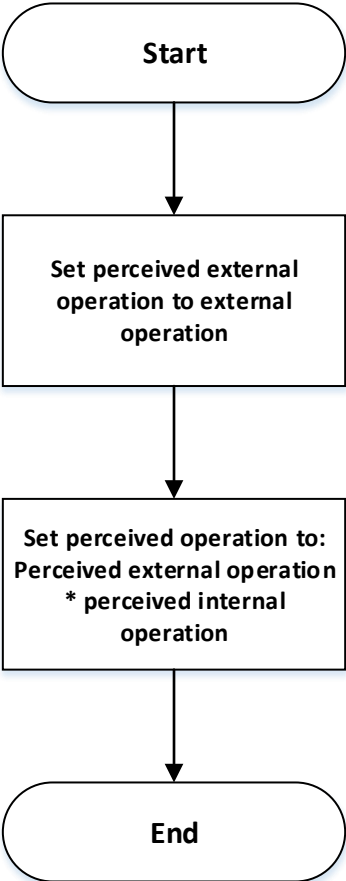 Start
Set perceived external
operation to external
operation
Set perceived operation to:
Perceived external operation
* perceived internal
operation
End